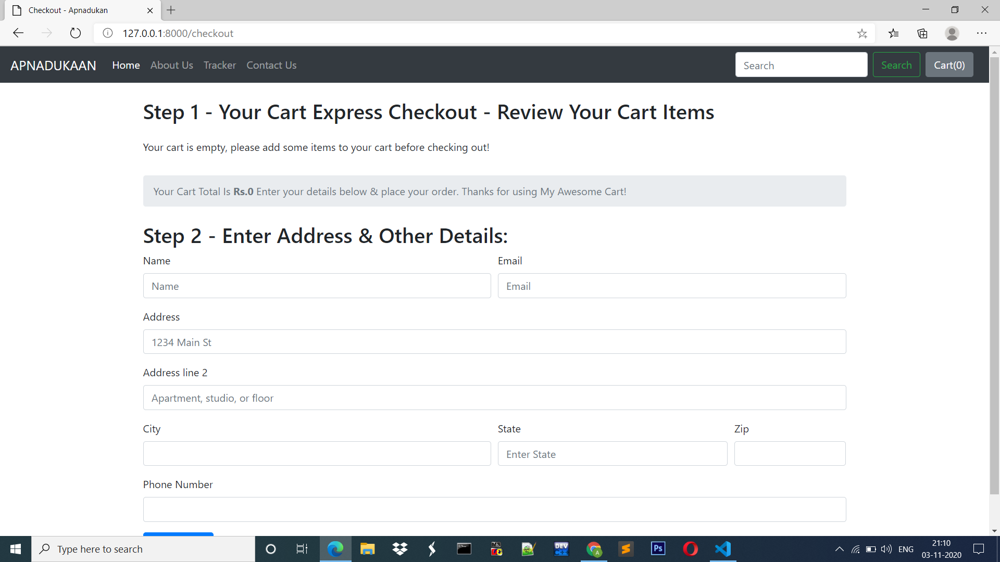 Checkout - Apnadukan
127.0.0.1:8000/checkout
APNADUKAAN Home About Us Tracker Contact Us Search Search Cart(0)
Step 1 - Your Cart Express Checkout - Review Your Cart Items
Your cart is empty, please add some items to your cart before checking out!
Your Cart Total Is Rs.0 Enter your details below & place your order. Thanks for using My Awesome Cart!
Step 2 - Enter Address & Other Details:
Name Email
Name Email
Address
1234 Main St
Address line 2
Apartment, studio, or floor
City State Zip
Enter State
Phone Number
Type here to search
MS
DEV
C++
A
Ps
ENG
21:10
03-11-2020